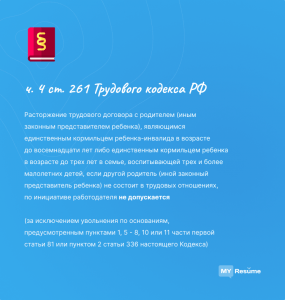 §
ч. 4 ст. 261 Трудового кодекса РФ
Расторжение трудового договора с родителем (иным
законным представителем ребенка), являющимся
единственным кормильцем ребенка-инвалида в возрасте
до восемнадцати лет либо единственным кормильцем ребенка
в возрасте до трех лет в семье, воспитывающей трех и более
малолетних детей, если другой родитель (иной законный
представитель ребенка) не состоит в трудовых отношениях,
по инициативе работодателя не допускается
(за исключением увольнения по основаниям,
предусмотренным пунктами 1, 5 - 8, 10 или 11 части первой
статьи 81 или пунктом 2 статьи 336 настоящего Кодекса)
MY Resume